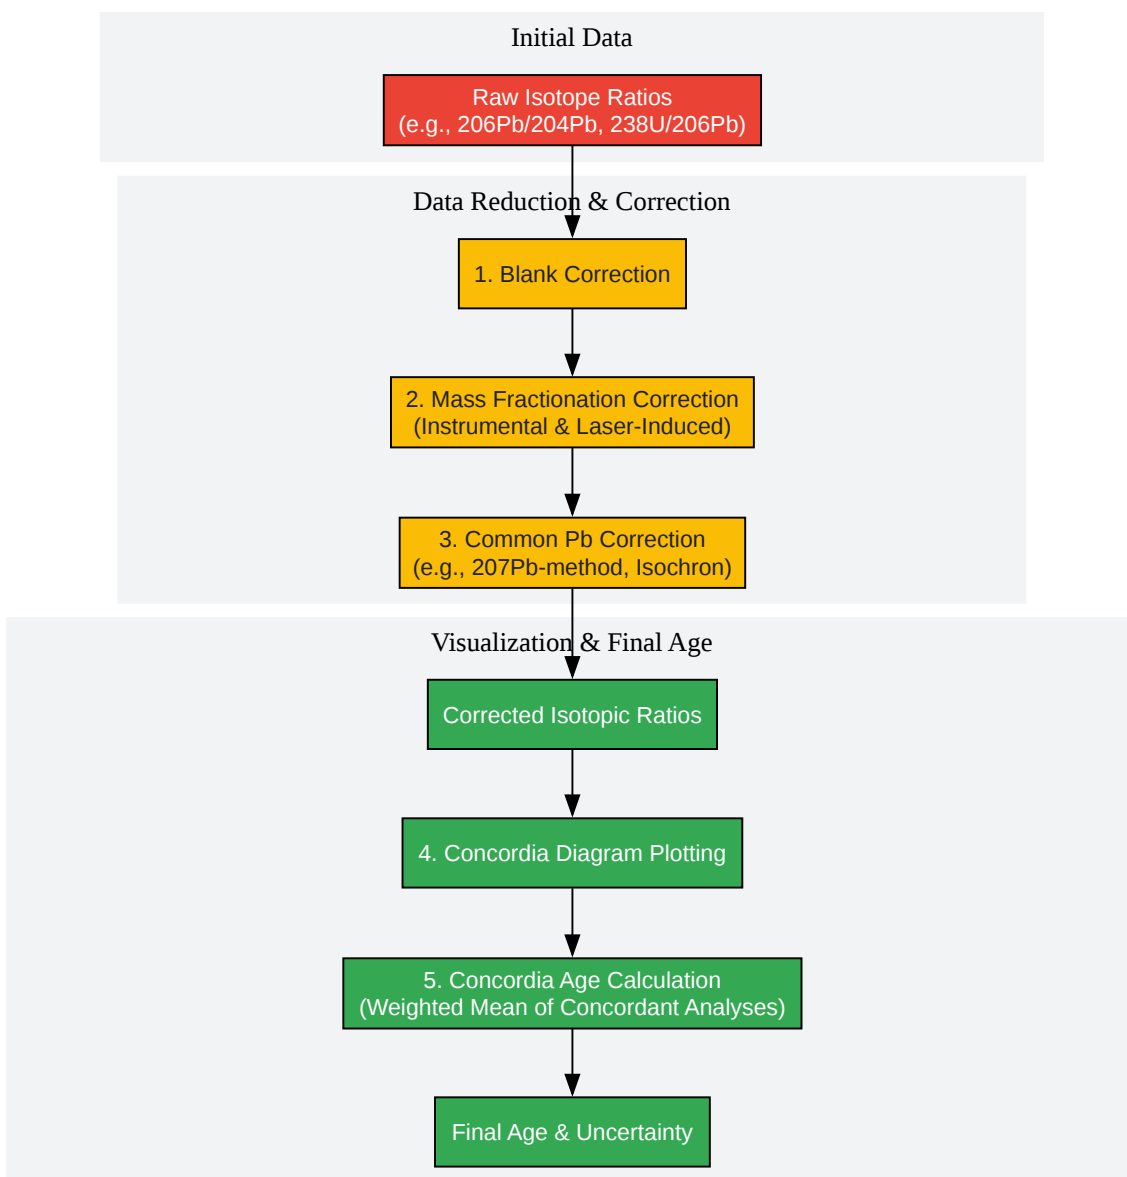 Initial Data
Raw Isotope Ratios
(e.g., 206Pb/204Pb, 238U/206Pb)
Data Reduction & Correction
1. Blank Correction
2. Mass Fractionation Correction
(Instrumental & Laser-Induced)
3. Common Pb Correction
(e.g., 207Pb-method, Isochron)
Visualization & Final Age
Corrected Isotopic Ratios
4. Concordia Diagram Plotting
5. Concordia Age Calculation
(Weighted Mean of Concordant Analyses)
Final Age & Uncertainty